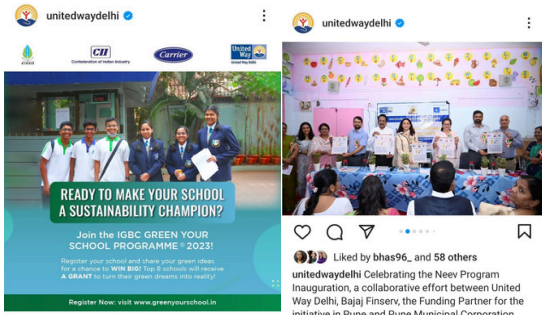 unitedwaydelhi
CII
Confederation of Indian Industry
Carrier
United
Way
United Way Delhi
READY TO MAKE YOUR SCHOOL
A SUSTAINABILITY CHAMPION?
Join the IGBC GREEN YOUR
SCHOOL PROGRAMME® 2023!
Register your school and share your green ideas
for a chance to WIN BIG! Top 8 schools will receive
A GRANT to turn their green dreams into reality!
Register Now: visit www.greenyourschool.in
unitedwaydelhi
Liked by bhas96_ and 58 others
unitedwaydelhi Celebrating the Neev Program
Inauguration, a collaborative effort between United
Way Delhi, Bajaj Finserv, the Funding Partner for the
initiative in Pune and Pune Municipal Corporation